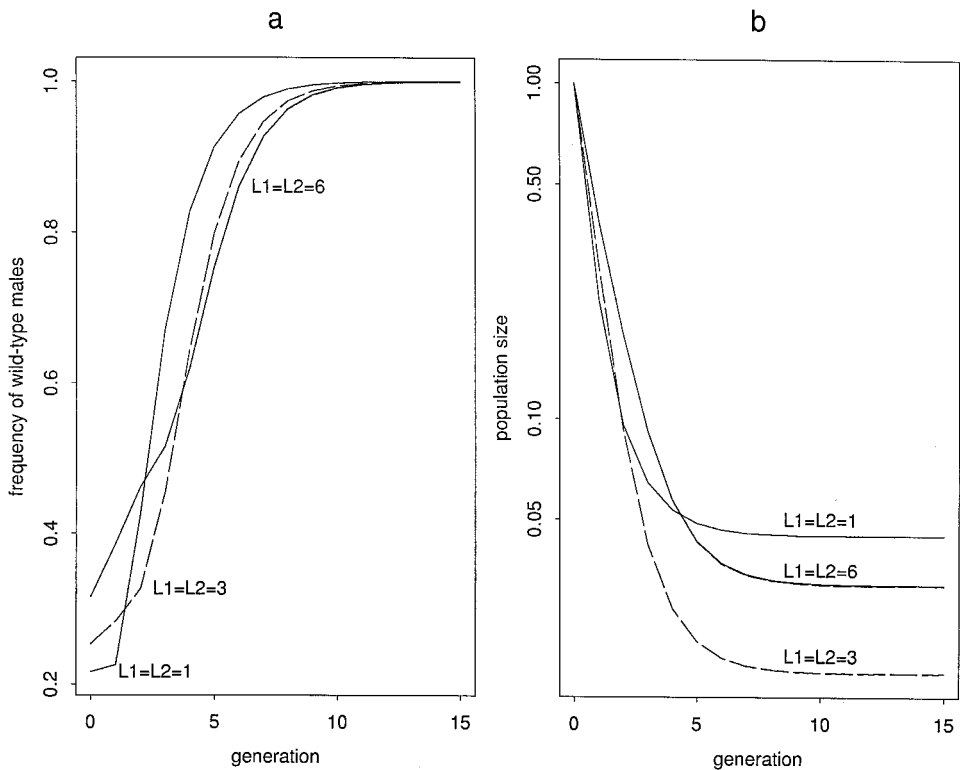 a
b
frequency of wild-type males
1.0
0.8
0.6
0.4
0.2
L1=L2=6
L1=L2=3
L1=L2=1
0
5
10
15
generation
population size
1.00
0.50
0.10
0.05
L1=L2=1
L1=L2=6
L1=L2=3
0
5
10
15
generation